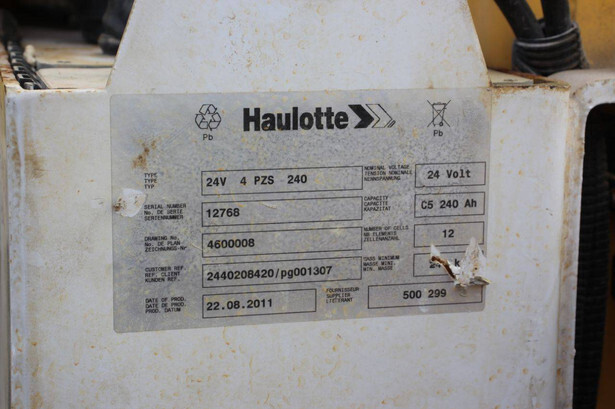 Haulotte
Pb
Pb
TYPE
TYPE
TYP
24V 4 PZS 240
NOMINAL VOLTAGE
TENSION NOMINALE
NENNSPANNUNG
24 Volt
SERIAL NUMBER
No. DE SERIE
SERIENNUMMER
12768
CAPACITY
CAPACITE
KAPAZITAT
C5 240 Ah
DRAWING No.
No. DE PLAN
ZEICHNUNGS-Nr.
4600008
NUMBER OF CELLS
NB ELEMENTS
ZELLENANZAHL
12
CUSTOMER REF.
REF. CLIENT
KUNDEN REF.
2440208420/pg001307
MASSE MINI.
MIN. MASSE
DATE OF PROD.
DATE DE PROD.
PROD. DATUM
22.08.2011
FOURNISSEUR
SUPPLIER
LIEFERANT
500 299